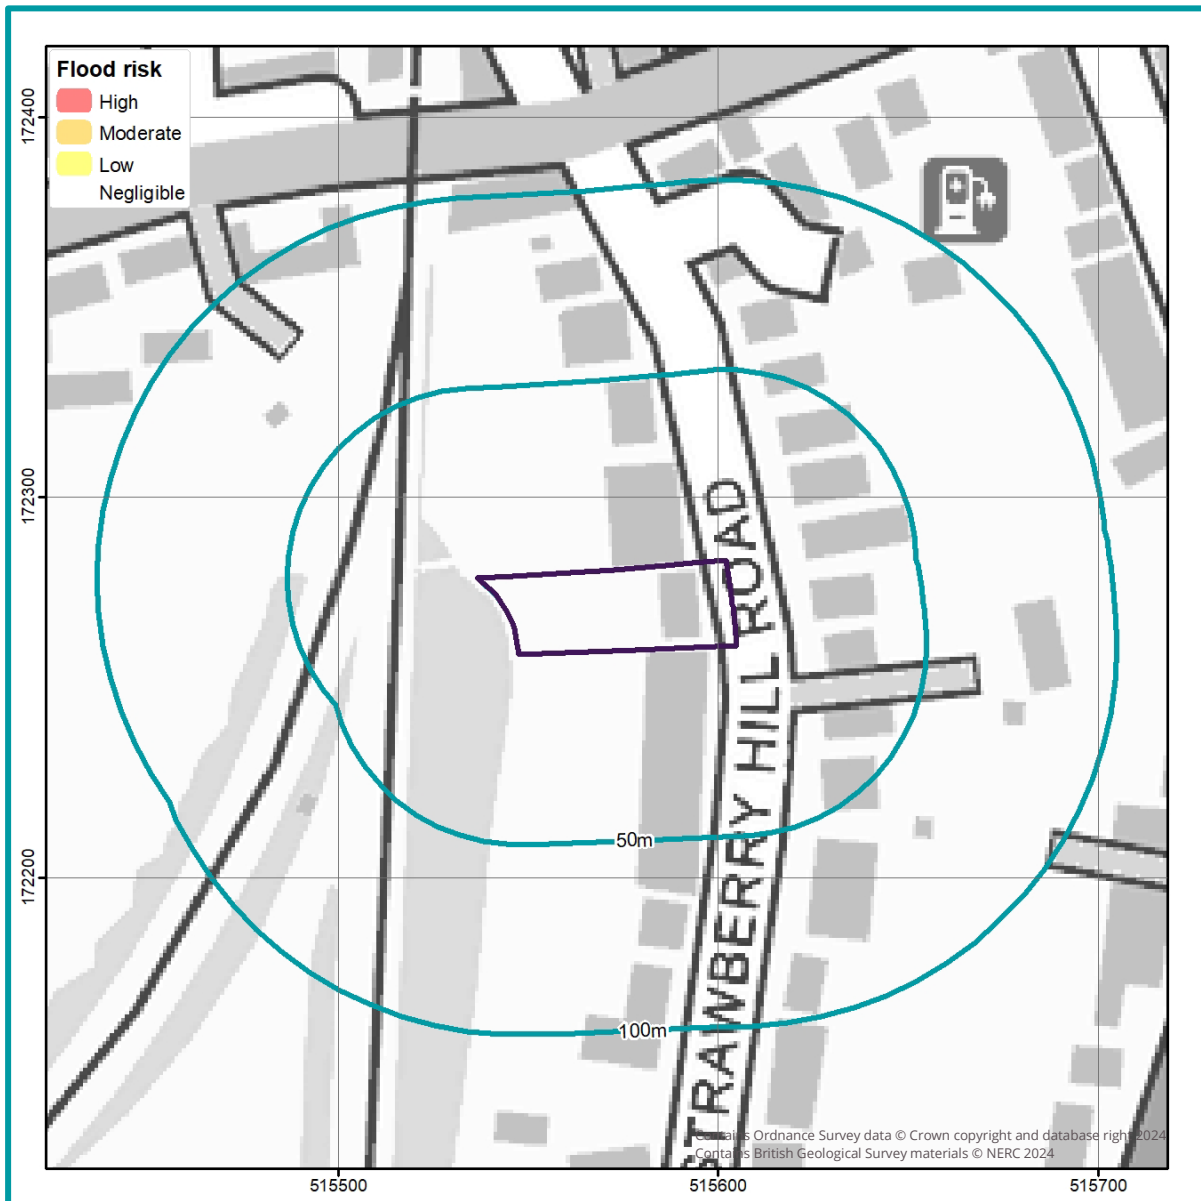 Flood risk
High
Moderate
Low
Negligible
172400
172300
172200
STRAWBERRY HILL ROAD
50m
100m
Contains Ordnance Survey data © Crown copyright and database right 2024
Contains British Geological Survey materials © NERC 2024
515500
515600
515700